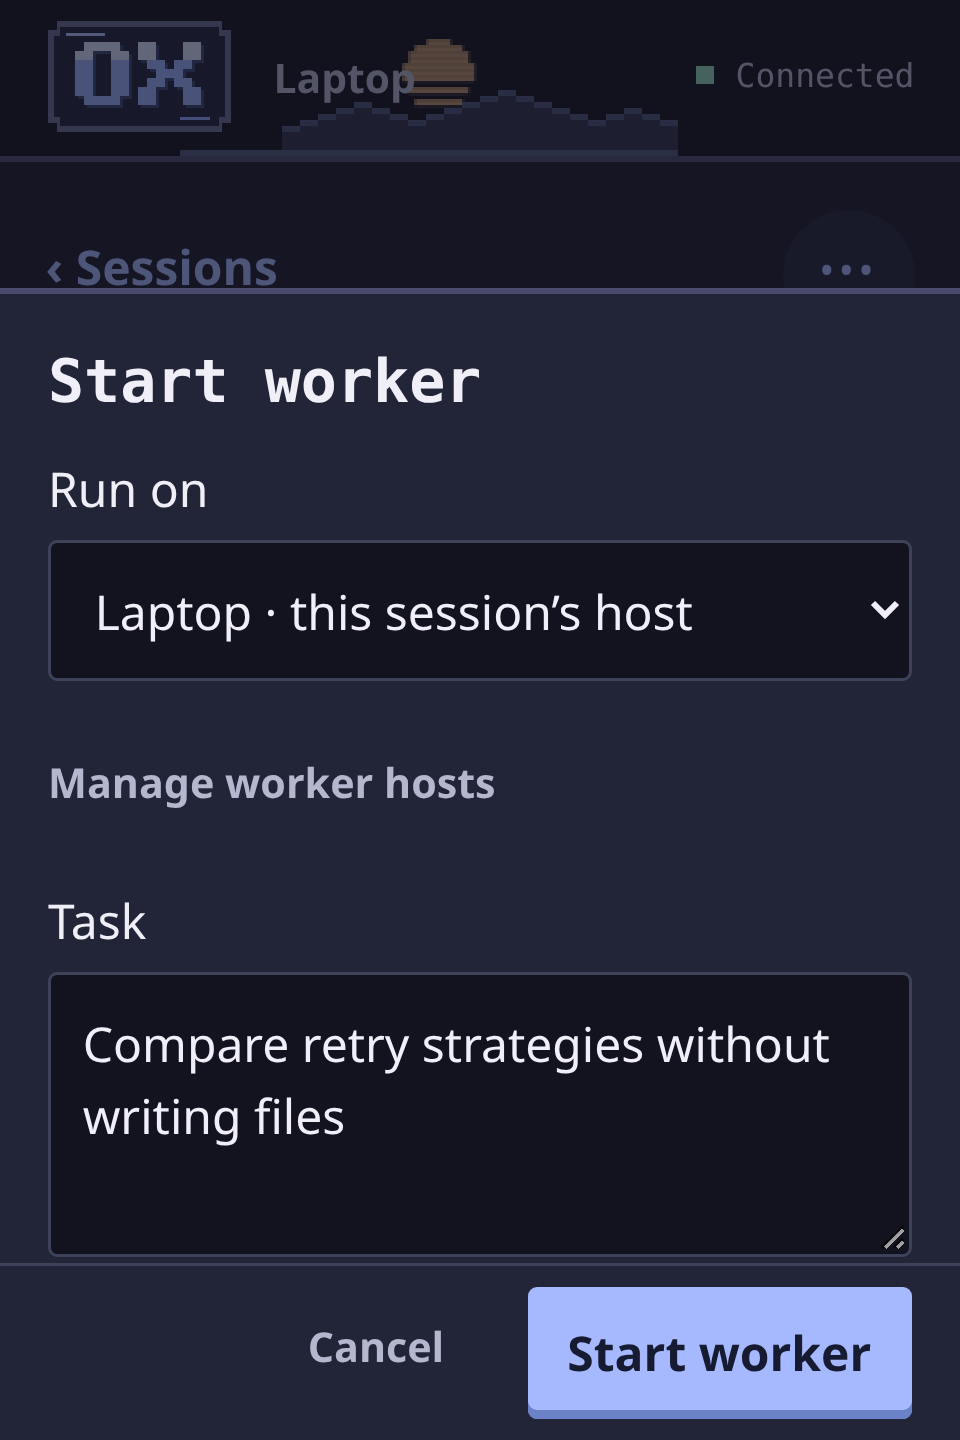 OX
Laptop
Connected
‹ Sessions
Start worker
Run on
Laptop · this session’s host
Manage worker hosts
Task
Compare retry strategies without
writing files
Cancel
Start worker